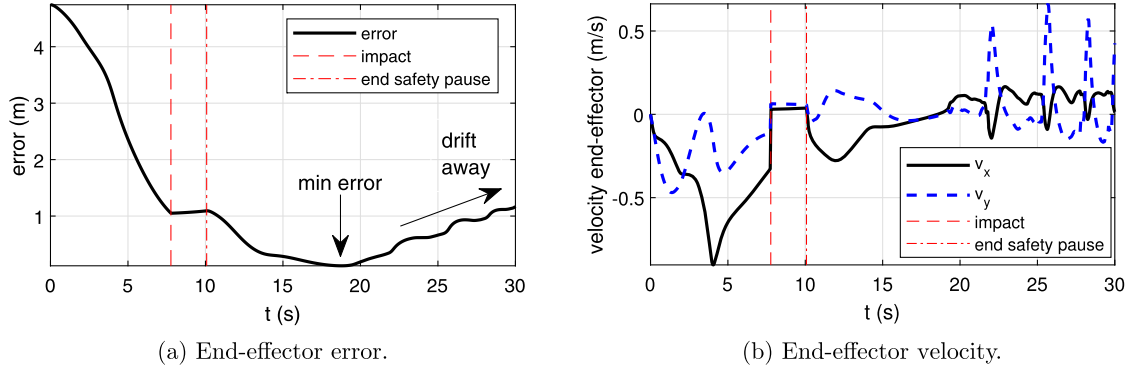 error (m)
4
3
2
1
0
5
10
15
20
25
30
t (s)
error
impact
end safety pause
min error
drift
away
(a) End-effector error.
velocity end-effector (m/s)
0.5
0
-0.5
0
5
10
15
20
25
30
t (s)
v_x
v_y
impact
end safety pause
(b) End-effector velocity.